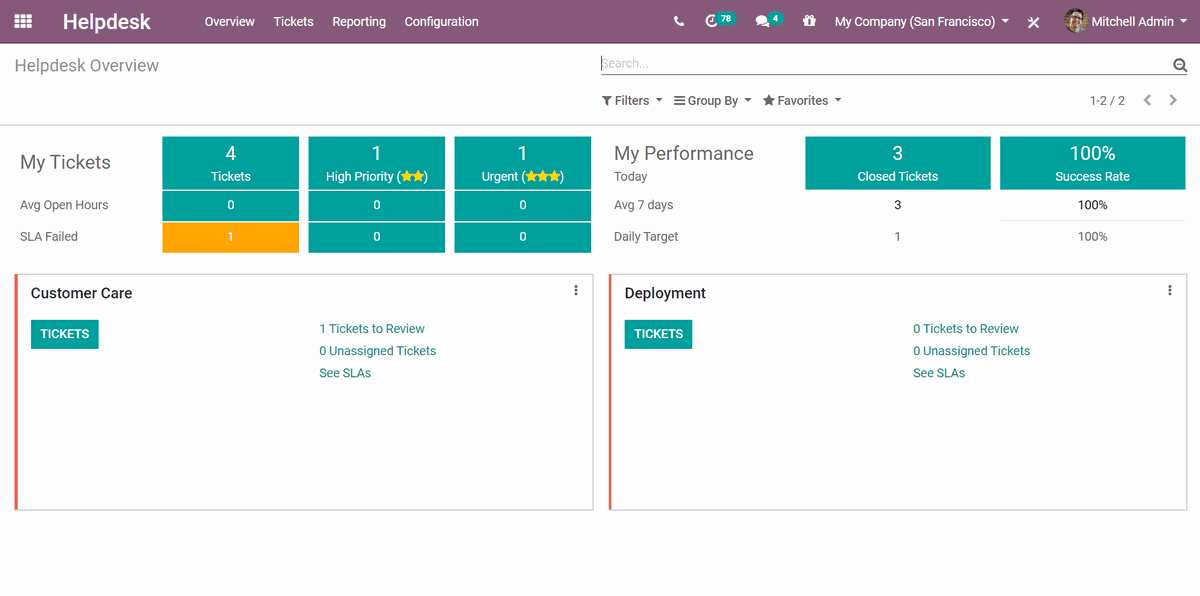 Helpdesk Overview Tickets Reporting Configuration 78 4 My Company (San Francisco) Mitchell Admin
Helpdesk Overview
Search...
Filters Group By Favorites 1-2 / 2
My Tickets
4
Tickets
1
High Priority (★★)
1
Urgent (★★★)
Avg Open Hours 0 0 0
SLA Failed 1 0 0
My Performance
Today
3
Closed Tickets
100%
Success Rate
Avg 7 days 3 100%
Daily Target 1 100%
Customer Care
TICKETS
1 Tickets to Review
0 Unassigned Tickets
See SLAs
Deployment
TICKETS
0 Tickets to Review
0 Unassigned Tickets
See SLAs